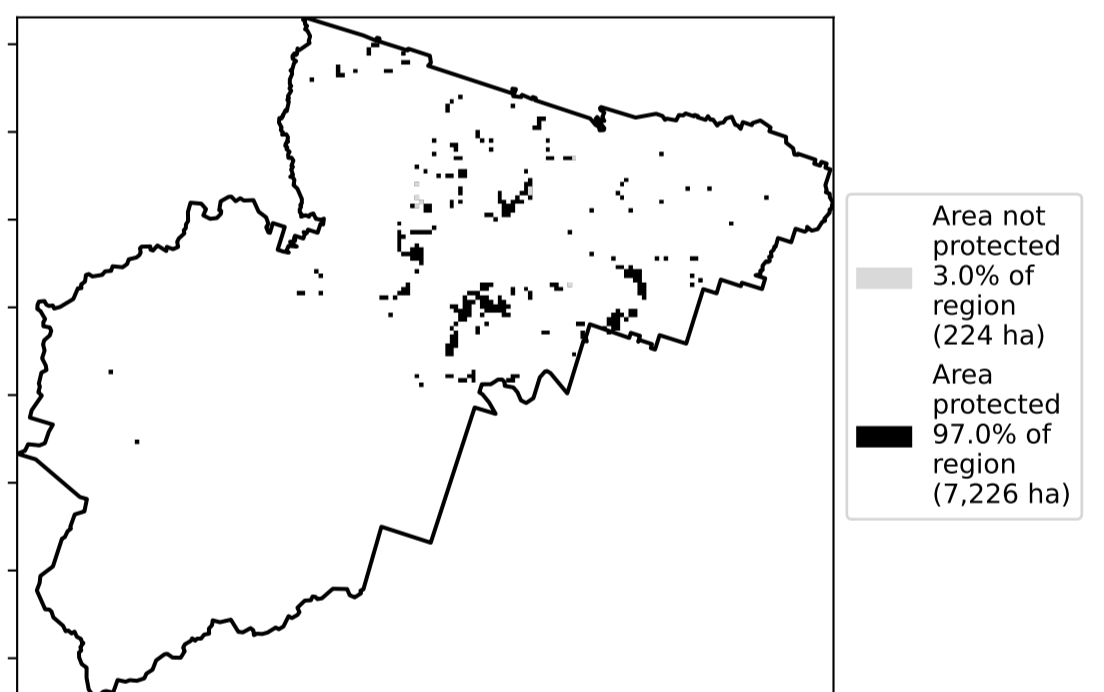 Area not
protected
3.0% of
region
(224 ha)
Area
protected
97.0% of
region
(7,226 ha)